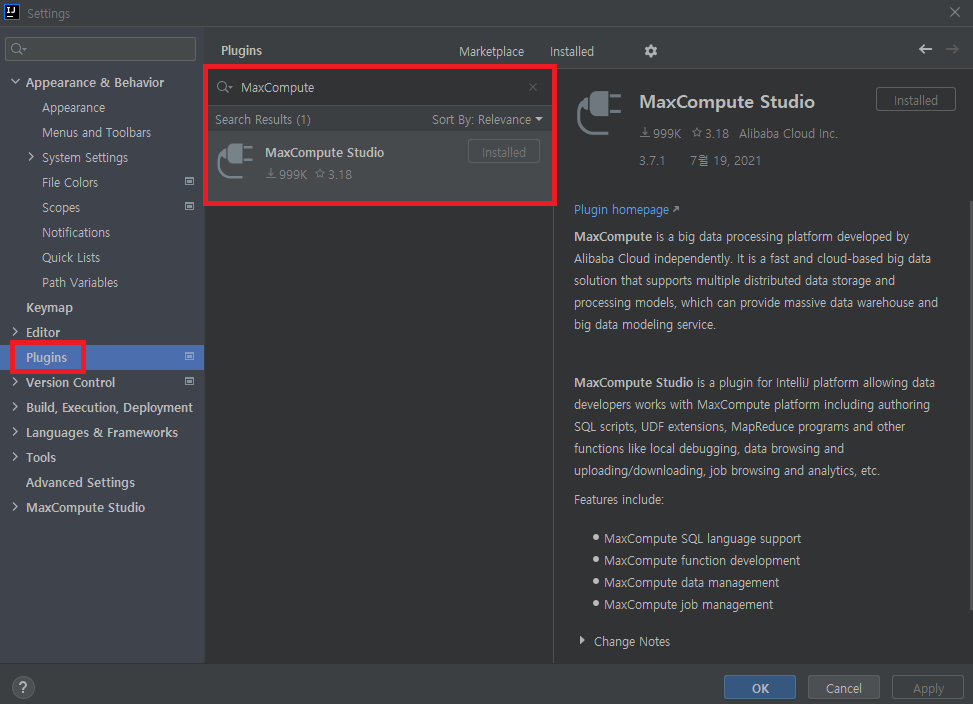 IJ
Settings
Appearance & Behavior
Appearance
Menus and Toolbars
System Settings
File Colors
Scopes
Notifications
Quick Lists
Path Variables
Keymap
Editor
Plugins
Version Control
Build, Execution, Deployment
Languages & Frameworks
Tools
Advanced Settings
MaxCompute Studio
Plugins
Marketplace
Installed
MaxCompute
Search Results (1)
Sort By: Relevance
MaxCompute Studio
Installed
999K 3.18
MaxCompute Studio
Installed
999K 3.18 Alibaba Cloud Inc.
3.7.1 7월 19, 2021
Plugin homepage
MaxCompute is a big data processing platform developed by
Alibaba Cloud independently. It is a fast and cloud-based big data
solution that supports multiple distributed data storage and
processing models, which can provide massive data warehouse and
big data modeling service.
MaxCompute Studio is a plugin for IntelliJ platform allowing data
developers works with MaxCompute platform including authoring
SQL scripts, UDF extensions, MapReduce programs and other
functions like local debugging, data browsing and
uploading/downloading, job browsing and analytics, etc.
Features include:
MaxCompute SQL language support
MaxCompute function development
MaxCompute data management
MaxCompute job management
Change Notes
?
OK
Cancel
Apply